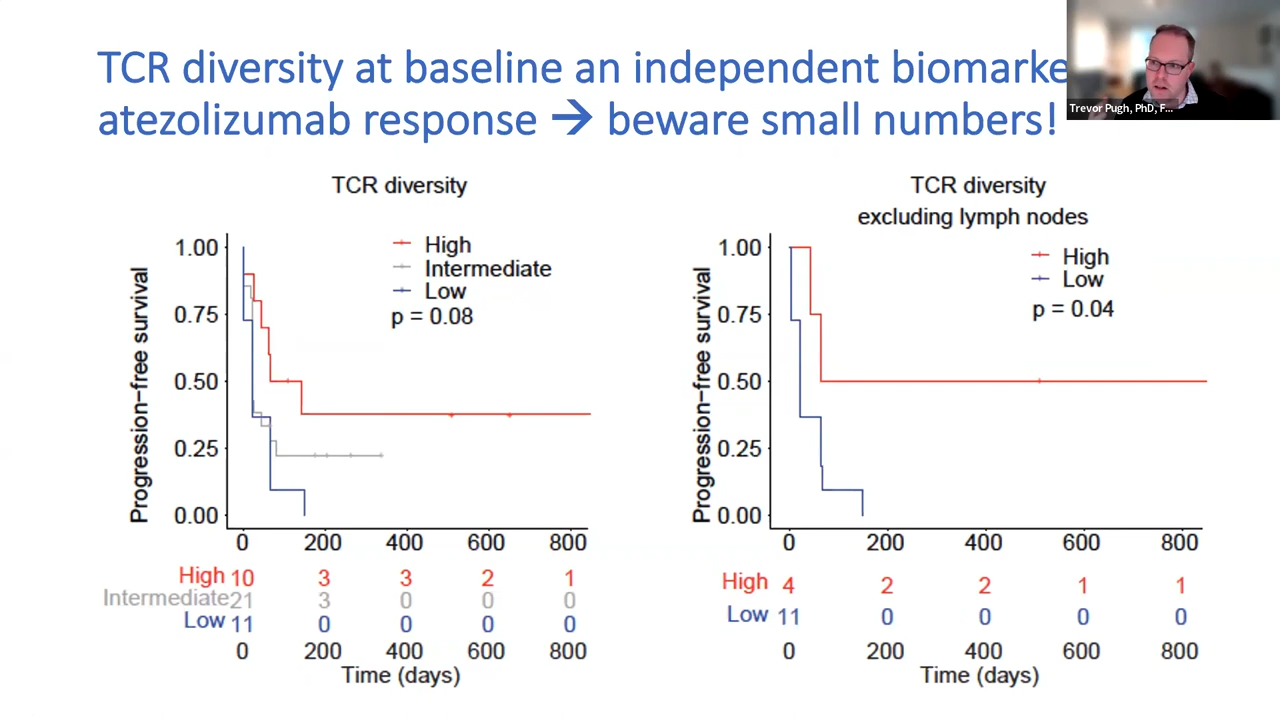 TCR diversity at baseline an independent biomarke
atezolizumab response → beware small numbers!
Trevor Pugh, PhD, F...
TCR diversity
High
Intermediate
Low
p = 0.08
Progression−free survival
1.00
0.75
0.50
0.25
0.00
0 200 400 600 800
High 10 3 3 2 1
Intermediate 21 3 0 0 0
Low 11 0 0 0 0
0 200 400 600 800
Time (days)
TCR diversity
excluding lymph nodes
High
Low
p = 0.04
Progression−free survival
1.00
0.75
0.50
0.25
0.00
0 200 400 600 800
High 4 2 2 1 1
Low 11 0 0 0 0
0 200 400 600 800
Time (days)